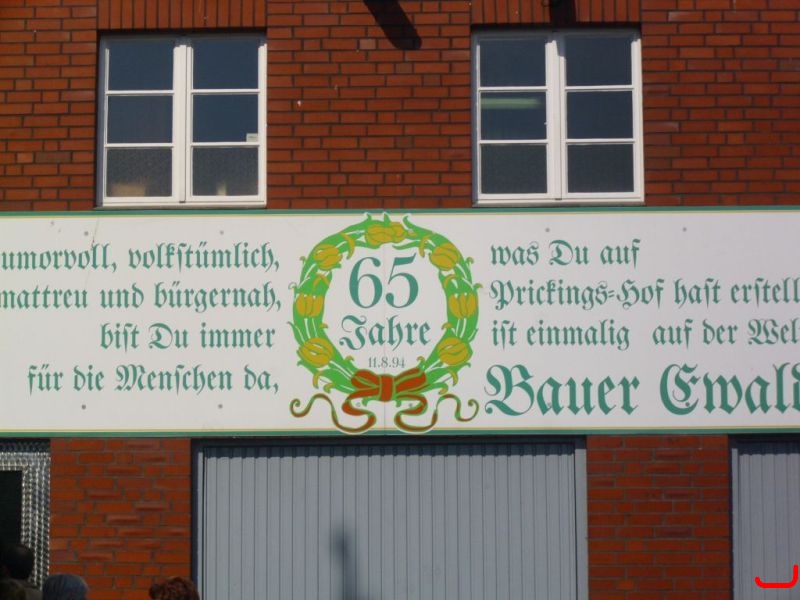 umorvoll, volkstümlich,
mattreu und bürgernah,
bist Du immer
für die Menschen da,
65
Jahre
11.8.94
was Du auf
Prickings-Hof hast erstell
ist einmalig auf der Wel
Bauer Ewald